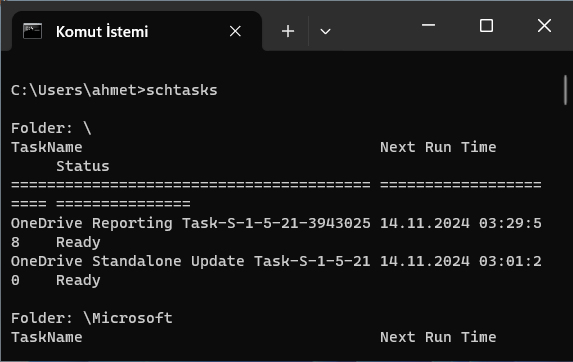 Komut İstemi
C:\Users\ahmet>schtasks
Folder: \
TaskName                                 Next Run Time
     Status
======================================== ==================
==== ===============
OneDrive Reporting Task-S-1-5-21-3943025 14.11.2024 03:29:5
8    Ready
OneDrive Standalone Update Task-S-1-5-21 14.11.2024 03:01:2
0    Ready
Folder: \Microsoft
TaskName                                 Next Run Time